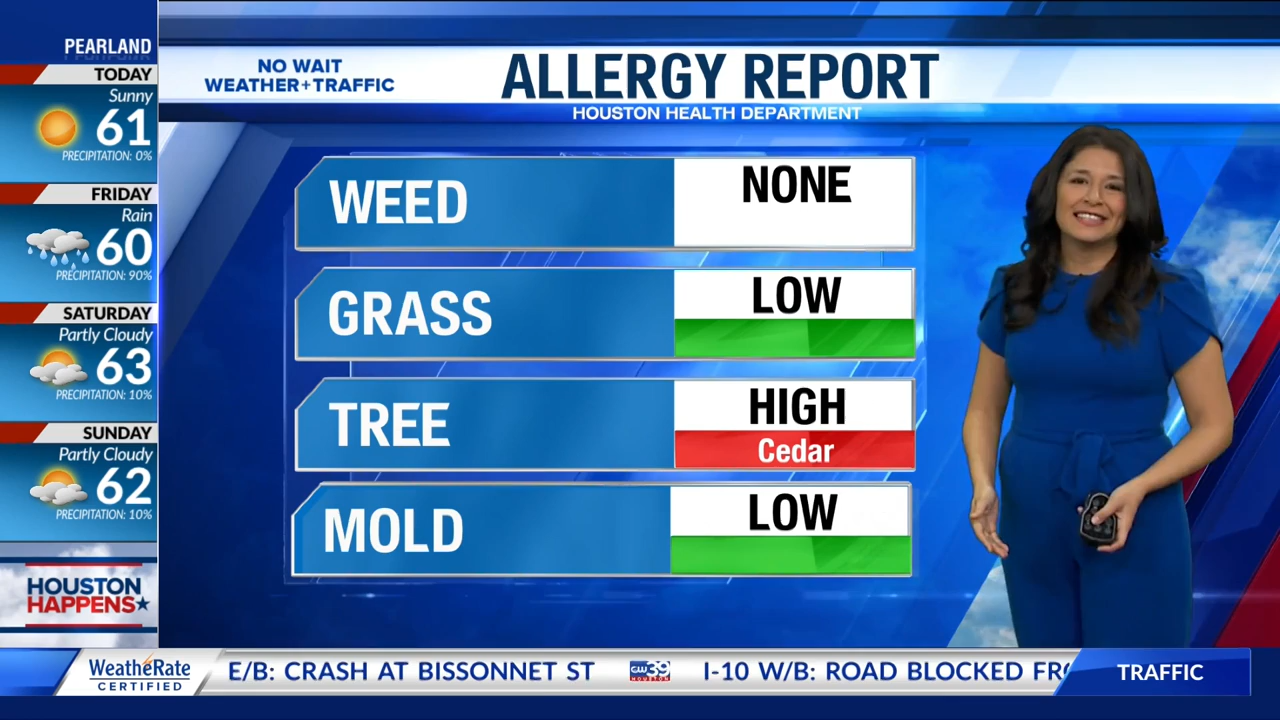 PEARLAND
TODAY
Sunny
61
PRECIPITATION: 0%
FRIDAY
Rain
60
PRECIPITATION: 90%
SATURDAY
Partly Cloudy
63
PRECIPITATION: 10%
SUNDAY
Partly Cloudy
62
PRECIPITATION: 10%
HOUSTON
HAPPENS
NO WAIT
WEATHER+TRAFFIC
ALLERGY REPORT
HOUSTON HEALTH DEPARTMENT
WEED NONE
GRASS LOW
TREE HIGH
Cedar
MOLD LOW
WeatheRate
CERTIFIED
E/B: CRASH AT BISSONNET ST
CW39
HOUSTON
I-10 W/B: ROAD BLOCKED FRO
TRAFFIC